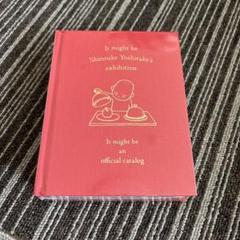 It might be
Shinsuke Yoshitake's
exhibition
It might be
an
official catalog